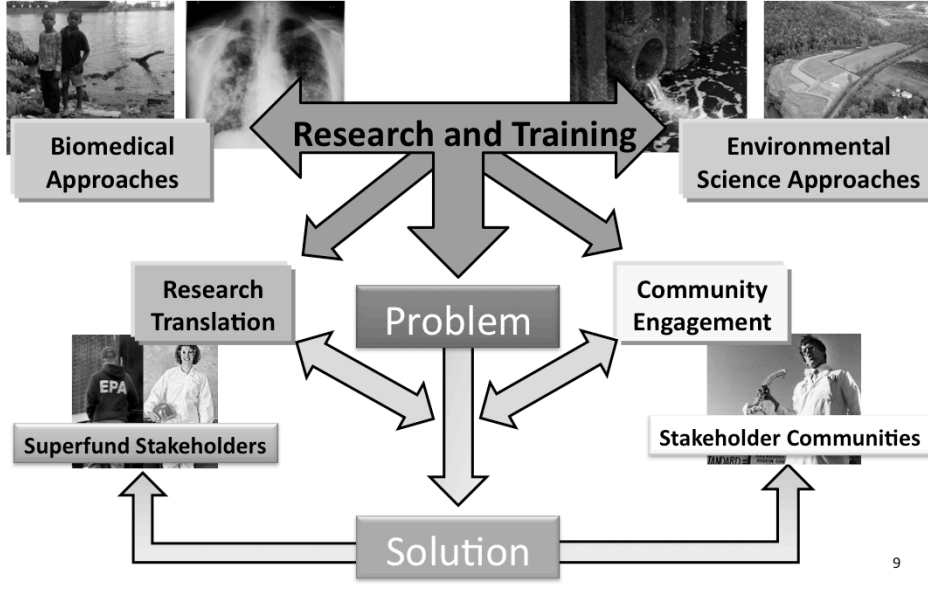 Research and Training
Biomedical
Approaches
Environmental
Science Approaches
Research
Translation
Problem
Community
Engagement
EPA
Superfund Stakeholders
Stakeholder Communities
TANDARD
Solution
9